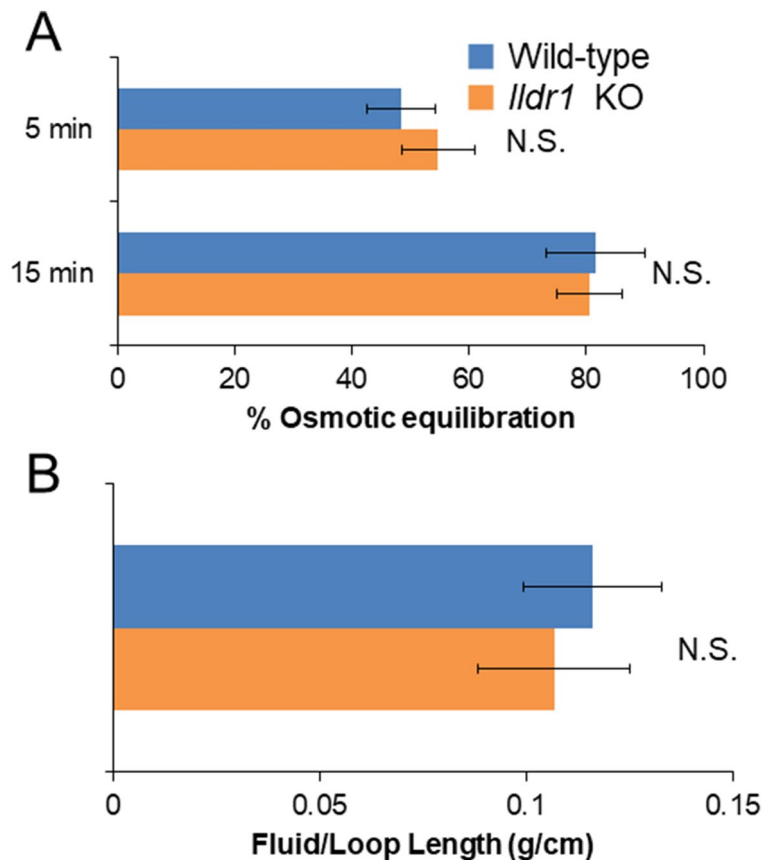 A
Wild-type
Ildr1 KO
5 min
N.S.
15 min
N.S.
0 20 40 60 80 100
% Osmotic equilibration
B
N.S.
0 0.05 0.1 0.15
Fluid/Loop Length (g/cm)